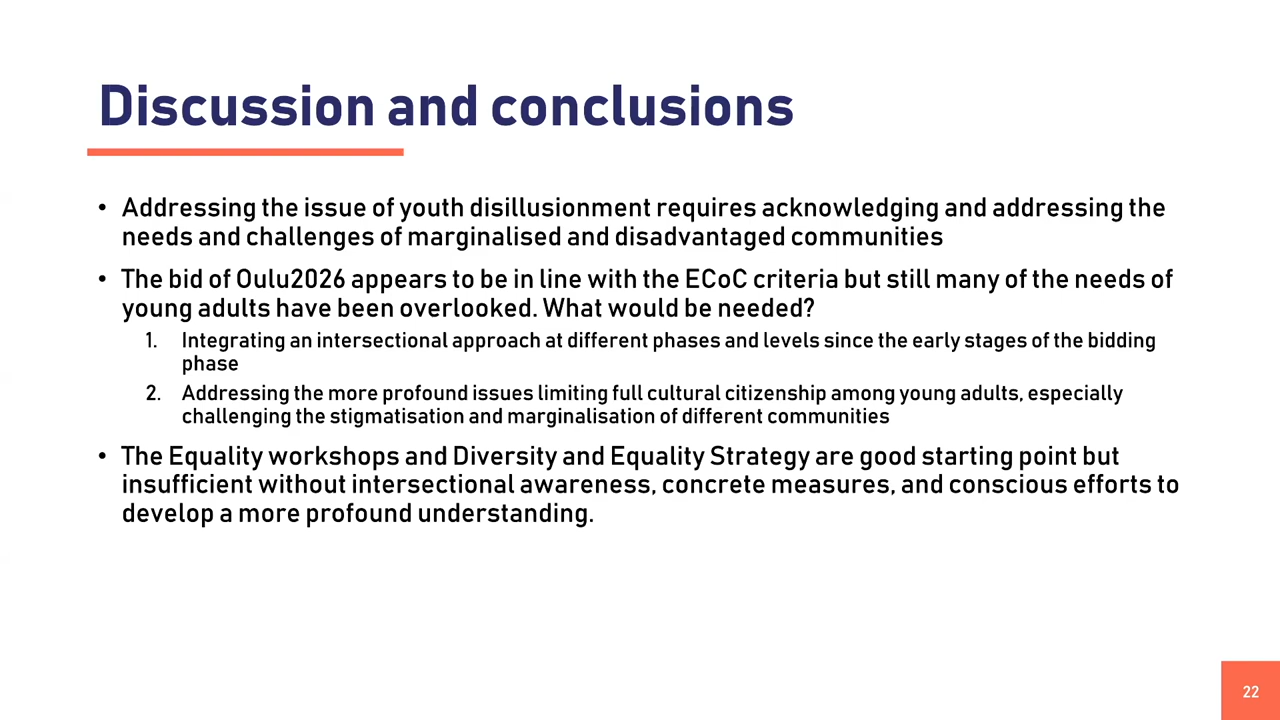 Discussion and conclusions
• Addressing the issue of youth disillusionment requires acknowledging and addressing the
needs and challenges of marginalised and disadvantaged communities
• The bid of Oulu2026 appears to be in line with the ECoC criteria but still many of the needs of
young adults have been overlooked. What would be needed?
1. Integrating an intersectional approach at different phases and levels since the early stages of the bidding
phase
2. Addressing the more profound issues limiting full cultural citizenship among young adults, especially
challenging the stigmatisation and marginalisation of different communities
• The Equality workshops and Diversity and Equality Strategy are good starting point but
insufficient without intersectional awareness, concrete measures, and conscious efforts to
develop a more profound understanding.
22